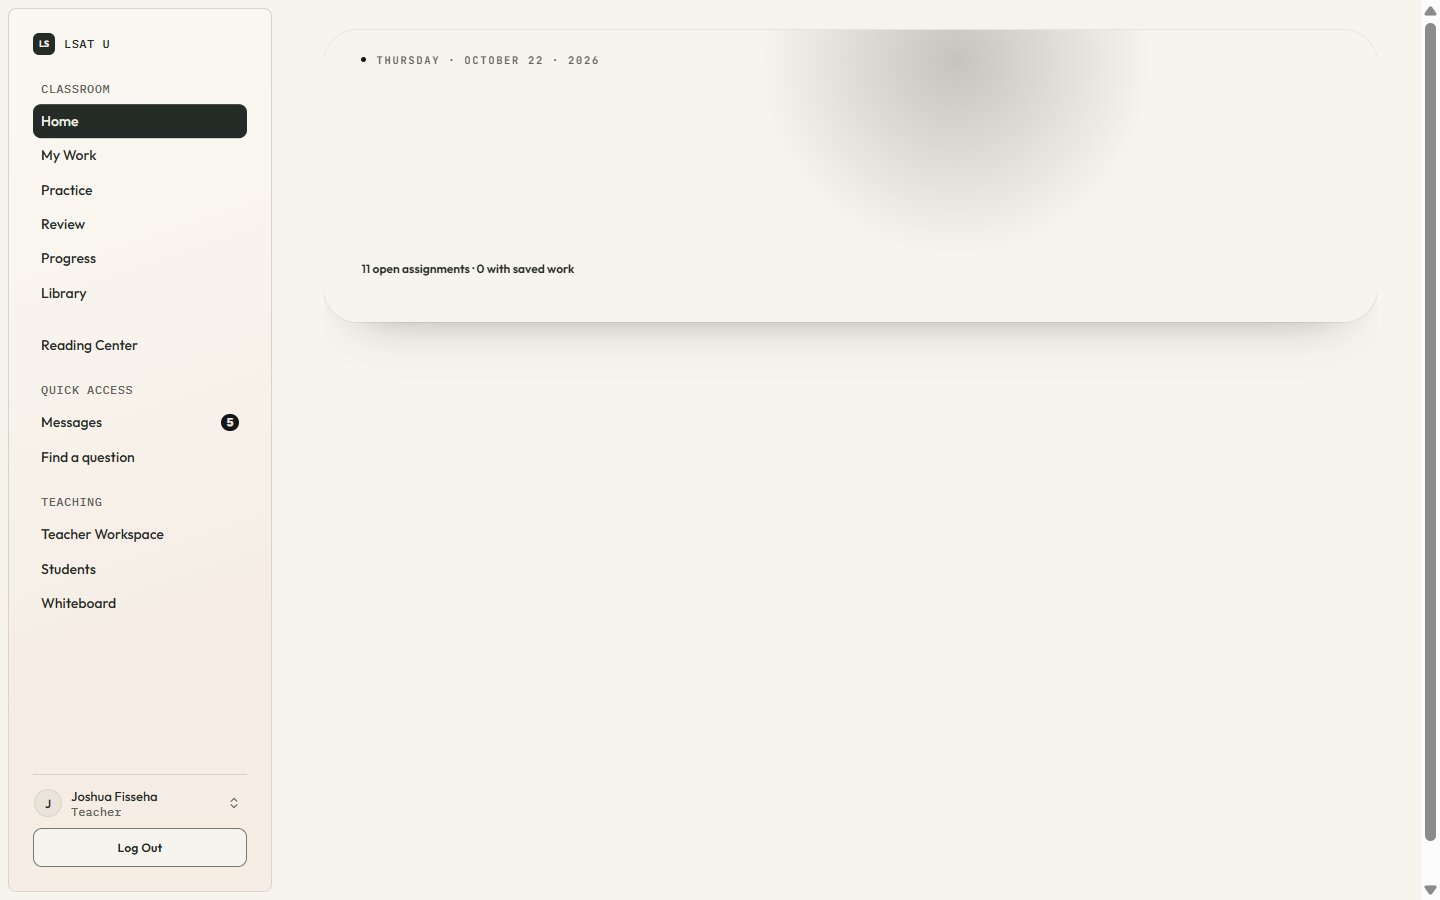 LS LSAT U
CLASSROOM
Home
My Work
Practice
Review
Progress
Library
Reading Center
QUICK ACCESS
Messages 5
Find a question
TEACHING
Teacher Workspace
Students
Whiteboard
J Joshua Fisseha
Teacher
Log Out
THURSDAY · OCTOBER 22 · 2026
11 open assignments · 0 with saved work